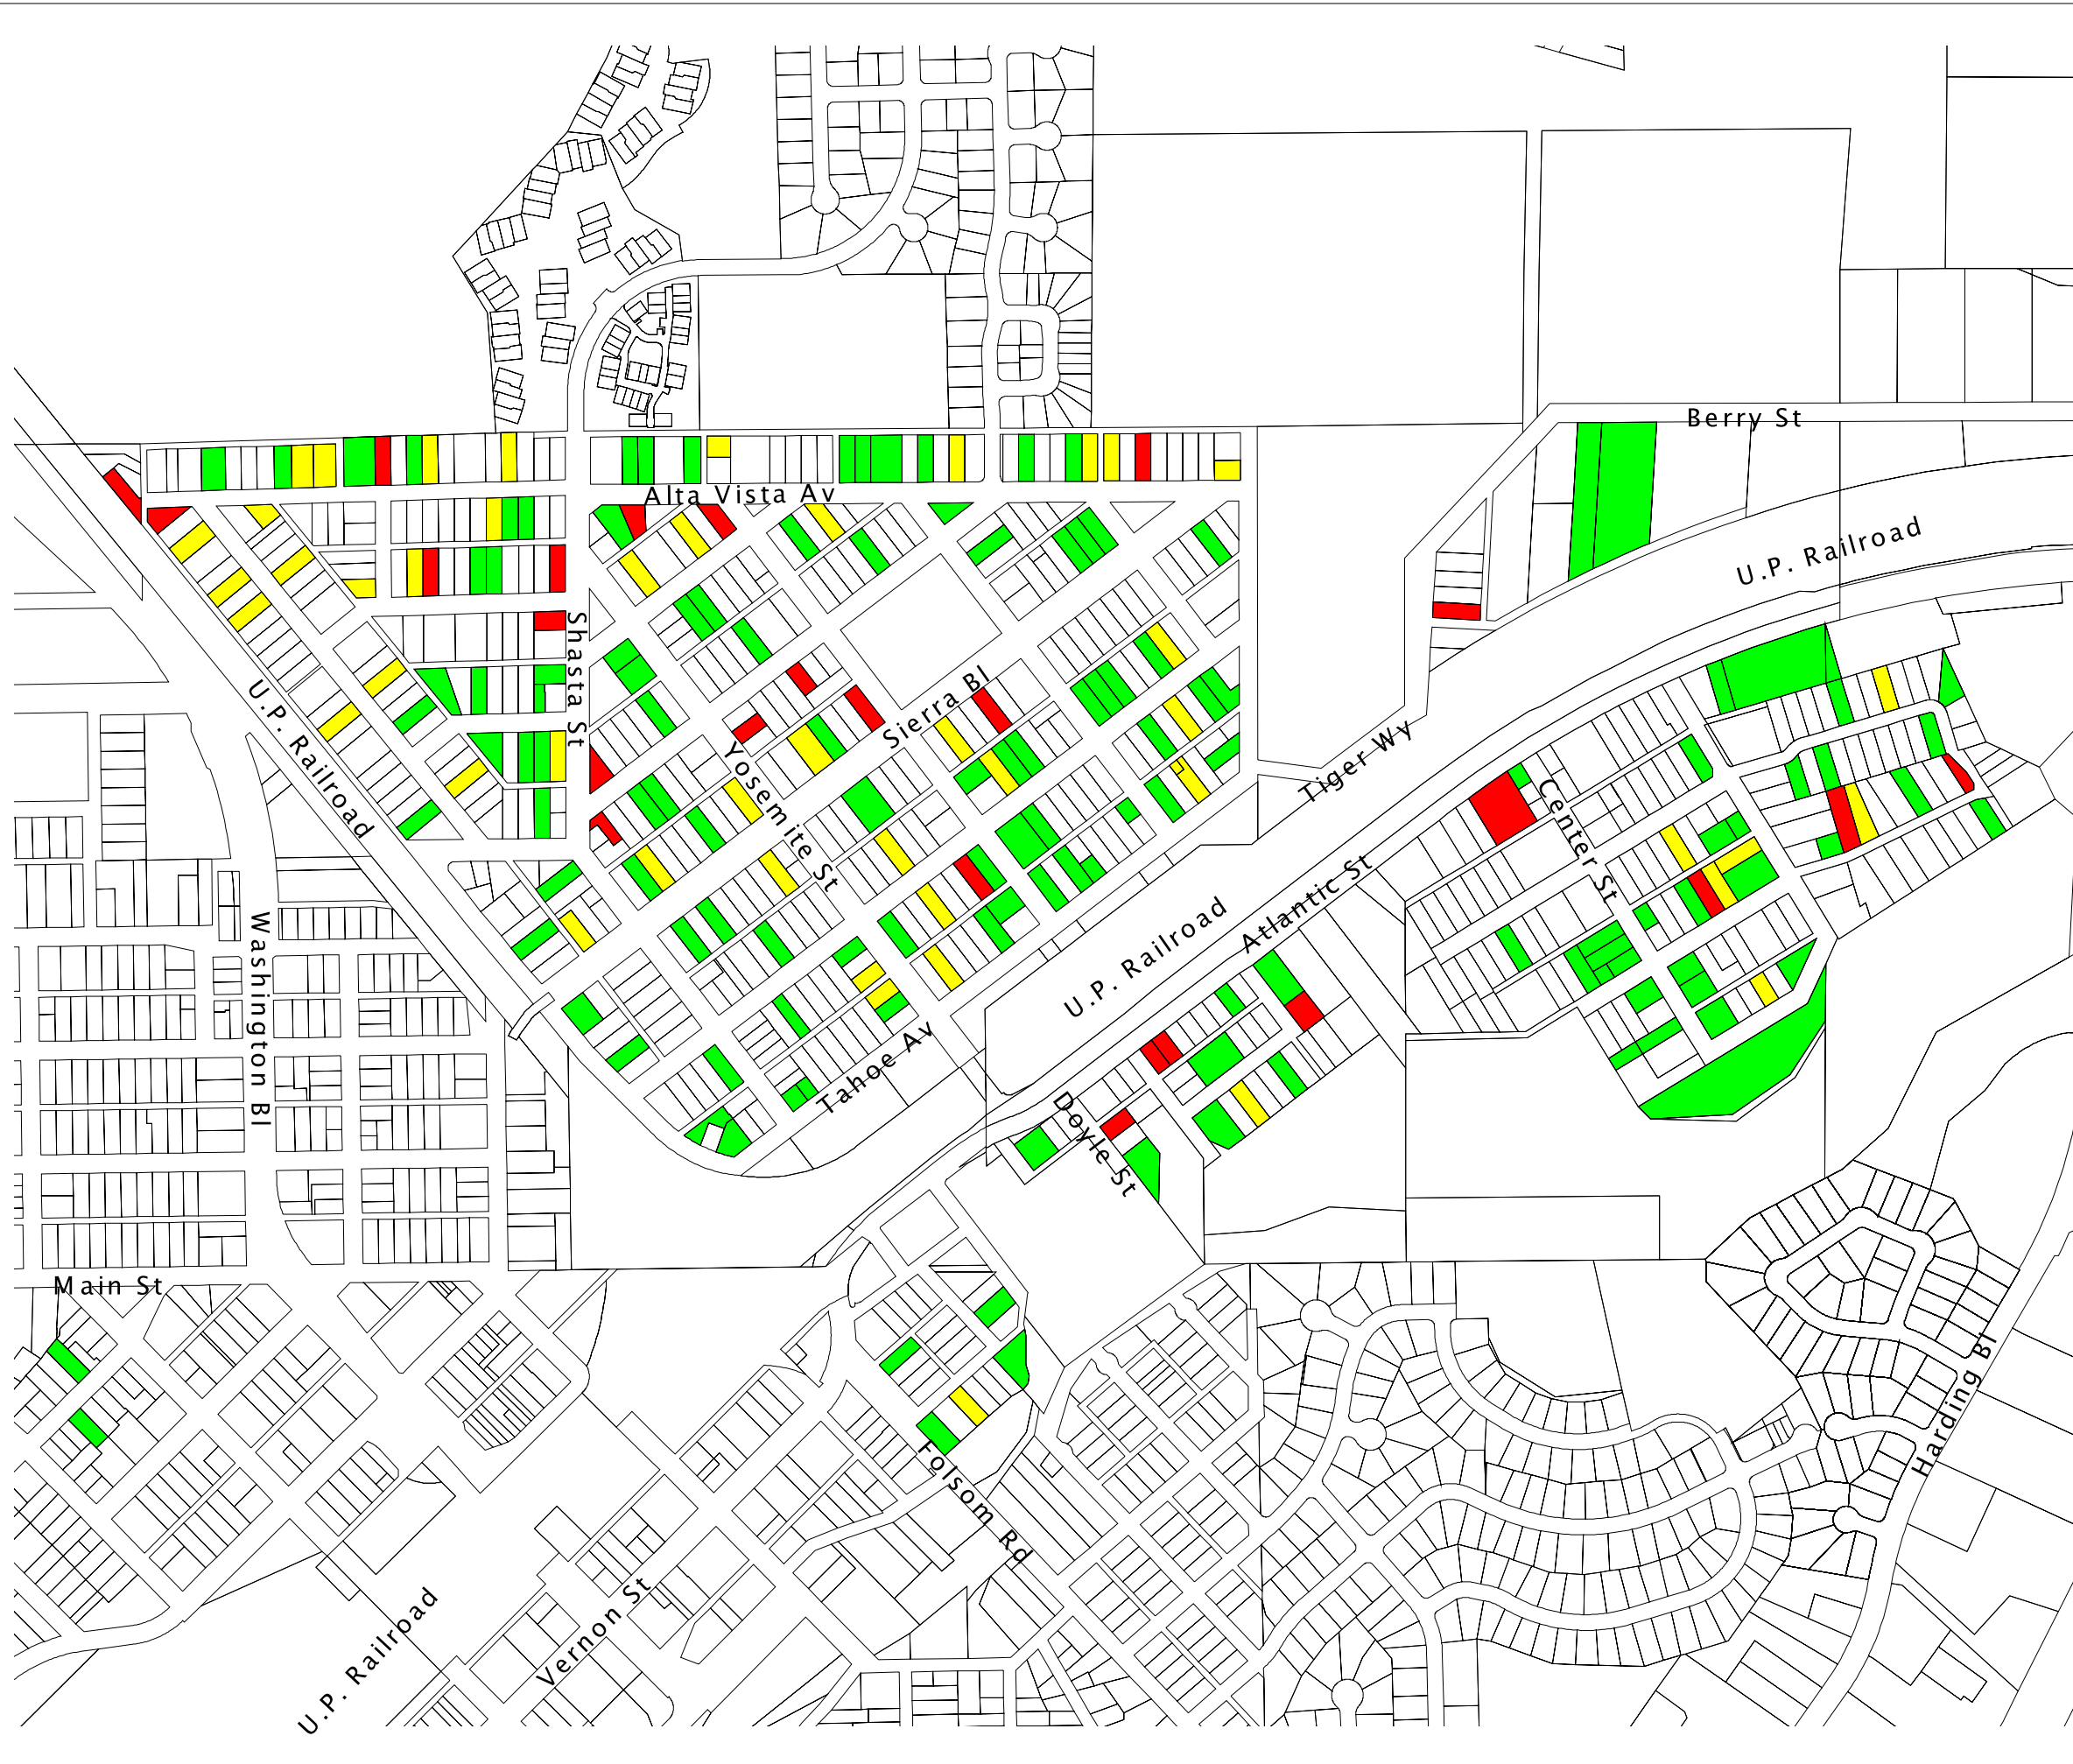 Berry St
Alta Vista Av
U.P. Railroad
Shasta St
Sierra Bl
U.P. Railroad
Yosemite St
Tiger Wy
Center St
Atlantic St
U.P. Railroad
Washington Bl
Tahoe Av
Doyle St
Main St
Harding Bl
Folsom Rd
Vernon St
U.P. Railroad